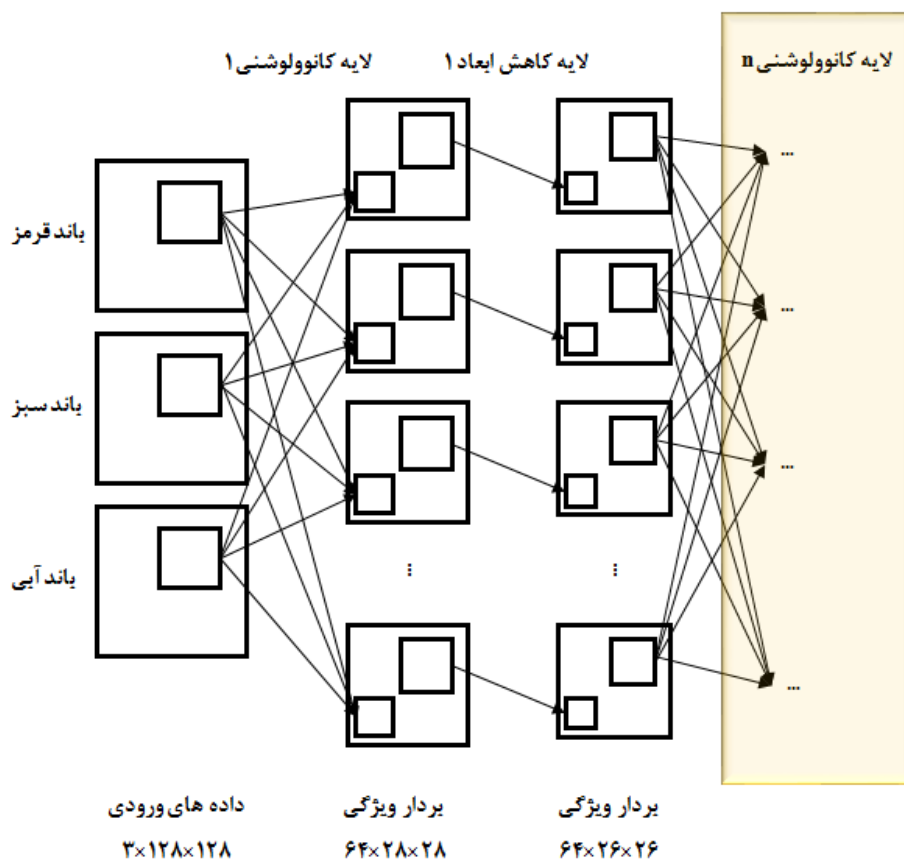 لایه کانوولوشنی ۱
لایه کاهش ابعاد ۱
لایه کانوولوشنی n
باند قرمز
باند سبز
باند آبی
...
...
...
...
⋮
⋮
داده های ورودی
۳×۱۲۸×۱۲۸
بردار ویژگی
۶۴×۲۸×۲۸
بردار ویژگی
۶۴×۲۶×۲۶